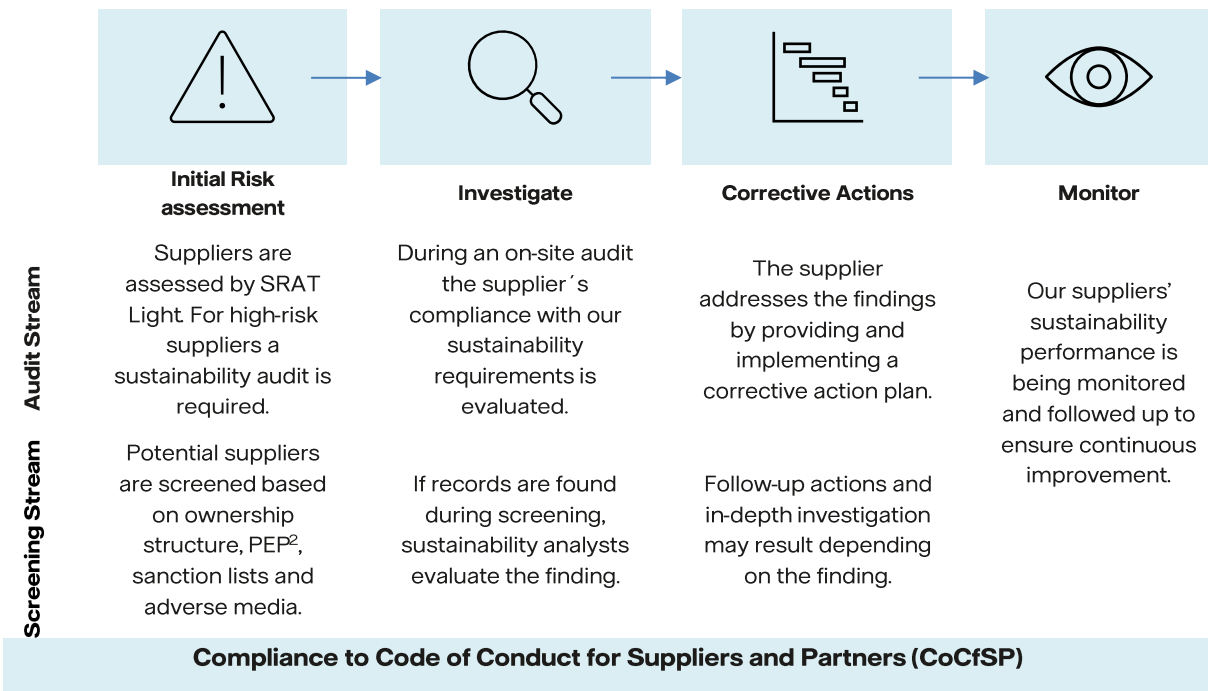 Initial Risk
assessment
Investigate
Corrective Actions
Monitor
Audit Stream
Suppliers are
assessed by SRAT
Light. For high-risk
suppliers a
sustainability audit is
required.
During an on-site audit
the supplier´s
compliance with our
sustainability
requirements is
evaluated.
The supplier
addresses the findings
by providing and
implementing a
corrective action plan.
Our suppliers’
sustainability
performance is
being monitored
and followed up to
ensure continuous
improvement.
Screening Stream
Potential suppliers
are screened based
on ownership
structure, PEP²,
sanction lists and
adverse media.
If records are found
during screening,
sustainability analysts
evaluate the finding.
Follow-up actions and
in-depth investigation
may result depending
on the finding.
Compliance to Code of Conduct for Suppliers and Partners (CoCfSP)